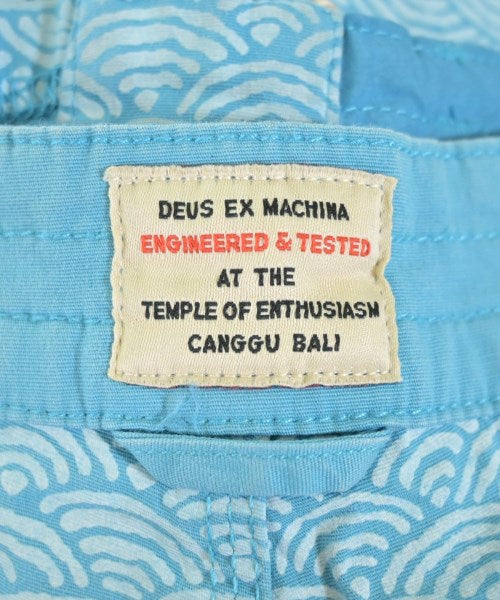 DEUS EX MACHINA
ENGINEERED & TESTED
AT THE
TEMPLE OF ENTHUSIASM
CANGGU BALI